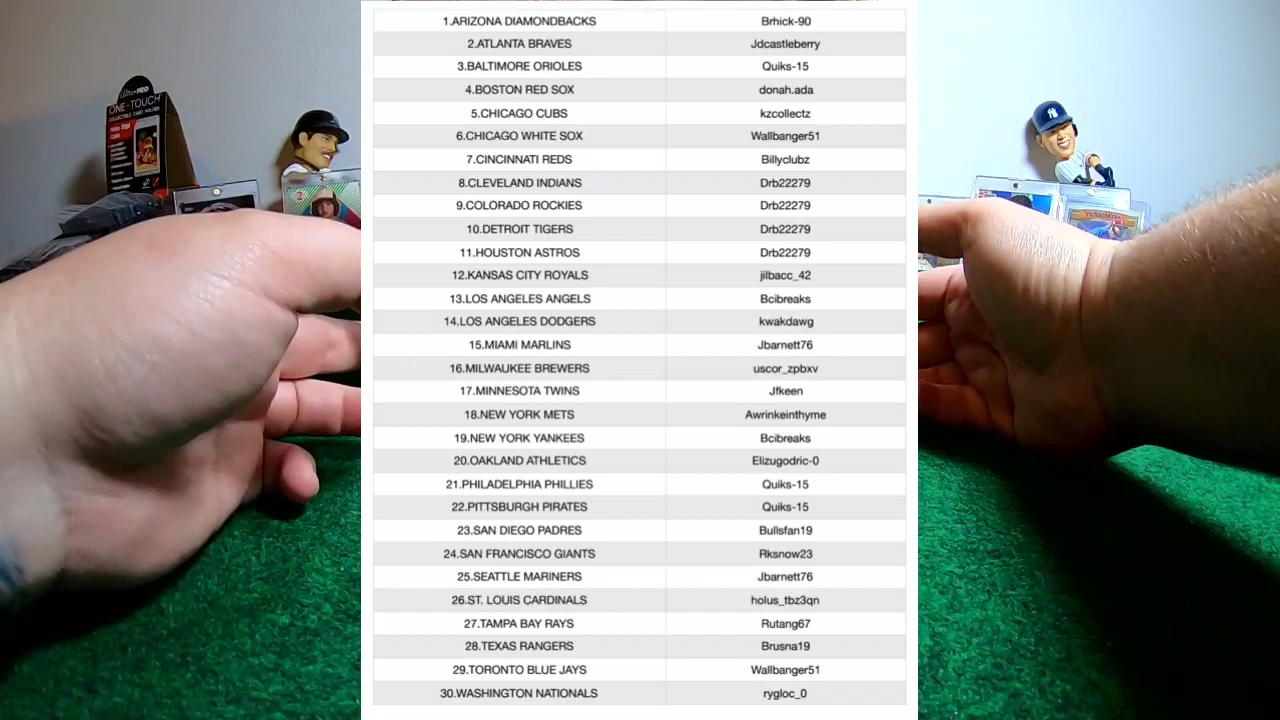 Ultra PRO
ONE-TOUCH
1.ARIZONA DIAMONDBACKS Brhick-90
2.ATLANTA BRAVES Jdcastleberry
3.BALTIMORE ORIOLES Quiks-15
4.BOSTON RED SOX donah.ada
5.CHICAGO CUBS kzcollectz
6.CHICAGO WHITE SOX Wallbanger51
7.CINCINNATI REDS Billyclubz
8.CLEVELAND INDIANS Drb22279
9.COLORADO ROCKIES Drb22279
10.DETROIT TIGERS Drb22279
11.HOUSTON ASTROS Drb22279
12.KANSAS CITY ROYALS jilbacc_42
13.LOS ANGELES ANGELS Bcibreaks
14.LOS ANGELES DODGERS kwakdawg
15.MIAMI MARLINS Jbarnett76
16.MILWAUKEE BREWERS uscor_zpbxv
17.MINNESOTA TWINS Jfkeen
18.NEW YORK METS Awrinkeinthyme
19.NEW YORK YANKEES Bcibreaks
20.OAKLAND ATHLETICS Elizugodric-0
21.PHILADELPHIA PHILLIES Quiks-15
22.PITTSBURGH PIRATES Quiks-15
23.SAN DIEGO PADRES Bullsfan19
24.SAN FRANCISCO GIANTS Rksnow23
25.SEATTLE MARINERS Jbarnett76
26.ST. LOUIS CARDINALS holus_tbz3qn
27.TAMPA BAY RAYS Rutang67
28.TEXAS RANGERS Brusna19
29.TORONTO BLUE JAYS Wallbanger51
30.WASHINGTON NATIONALS rygloc_0